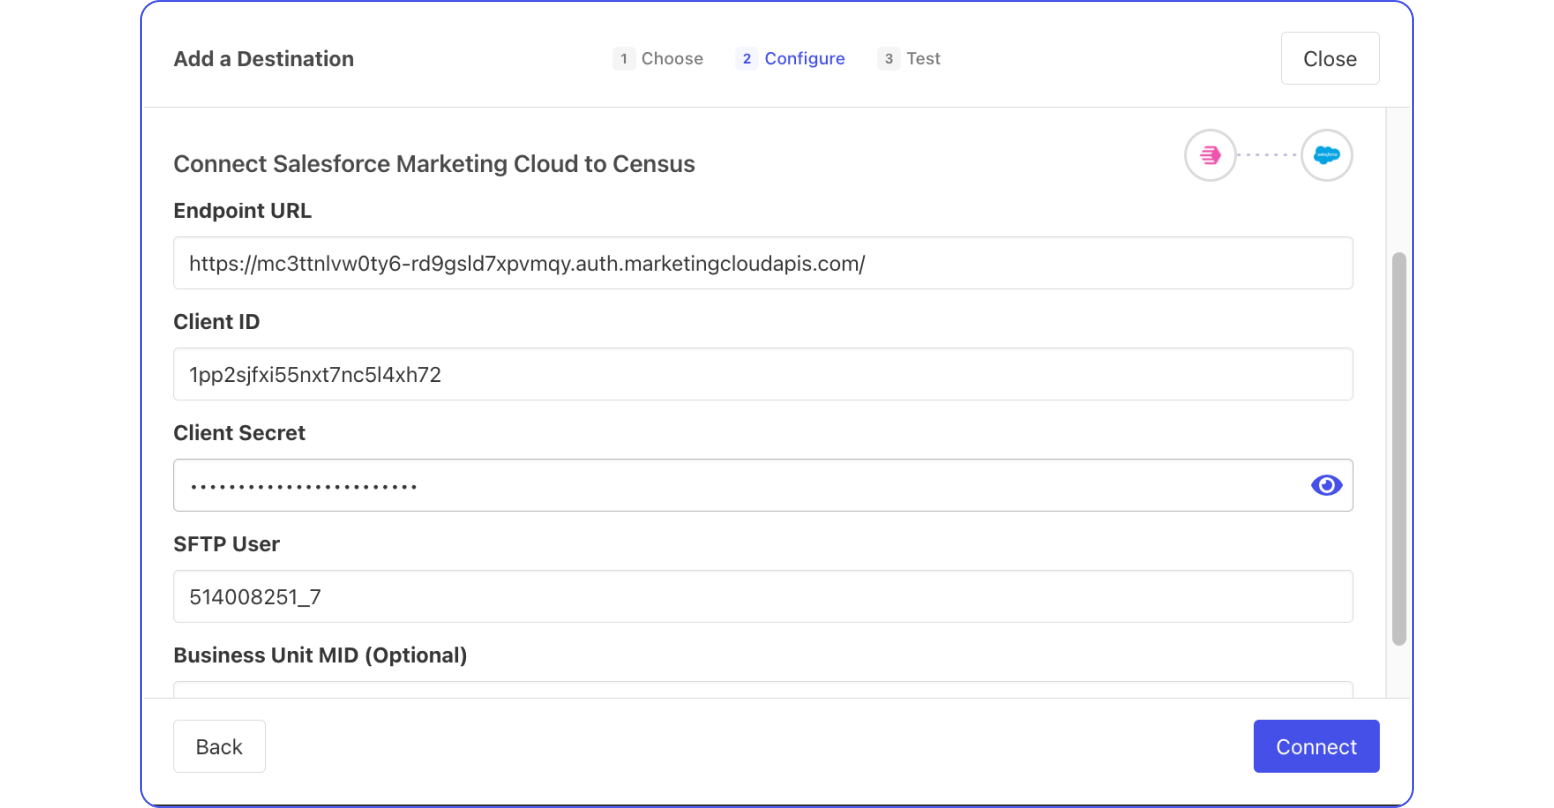 Add a Destination
1 Choose
2 Configure
3 Test
Close
Connect Salesforce Marketing Cloud to Census
salesforce
Endpoint URL
https://mc3ttnlvw0ty6-rd9gsld7xpvmqy.auth.marketingcloudapis.com/
Client ID
1pp2sjfxi55nxt7nc5l4xh72
Client Secret
••••••••••••••••••••••••
SFTP User
514008251_7
Business Unit MID (Optional)
Back
Connect